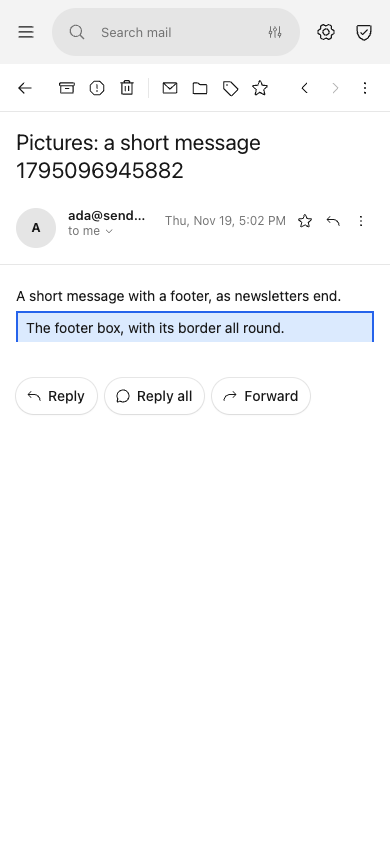 Search mail
Pictures: a short message
1795096945882
A
ada@send...
Thu, Nov 19, 5:02 PM
to me
A short message with a footer, as newsletters end.
The footer box, with its border all round.
Reply
Reply all
Forward